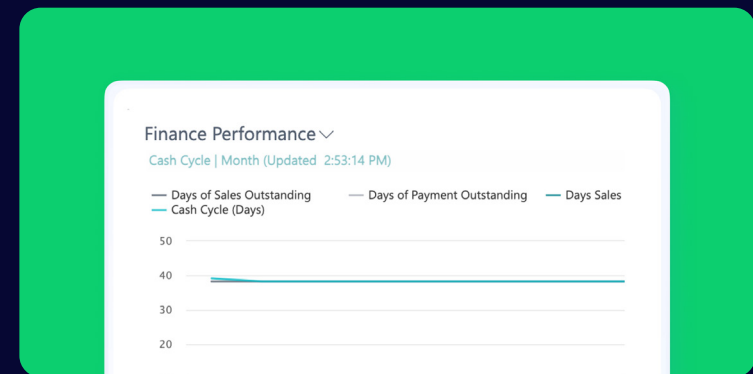 Finance Performance
Cash Cycle | Month (Updated 2:53:14 PM)
Days of Sales Outstanding Days of Payment Outstanding Days Sales
Cash Cycle (Days)
50
40
30
20